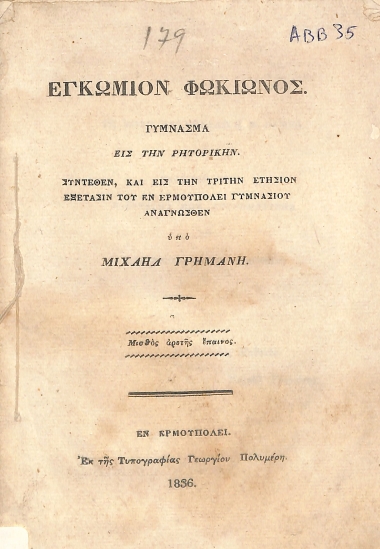 179
ΑΒΒ 35
ΕΓΚΩΜΙΟΝ ΦΩΚΙΩΝΟΣ.
ΓΥΜΝΑΣΜΑ
ΕΙΣ ΤΗΝ ΡΗΤΟΡΙΚΗΝ.
ΣΥΝΤΕΘΕΝ, ΚΑΙ ΕΙΣ ΤΗΝ ΤΡΙΤΗΝ ΕΤΗΣΙΟΝ
ΕΞΕΤΑΣΙΝ ΤΟΥ ΕΝ ΕΡΜΟΥΠΟΛΕΙ ΓΥΜΝΑΣΙΟΥ
ΑΝΑΓΝΩΣΘΕΝ
ὑπὸ
ΜΙΧΑΗΛ ΓΡΗΜΑΝΗ.
Μισθὸς ἀρετῆς ἔπαινος.
ΕΝ ΕΡΜΟΥΠΟΛΕΙ.
Ἐκ τῆς Τυπογραφίας Γεωργίου Πολυμέρη.
1836.